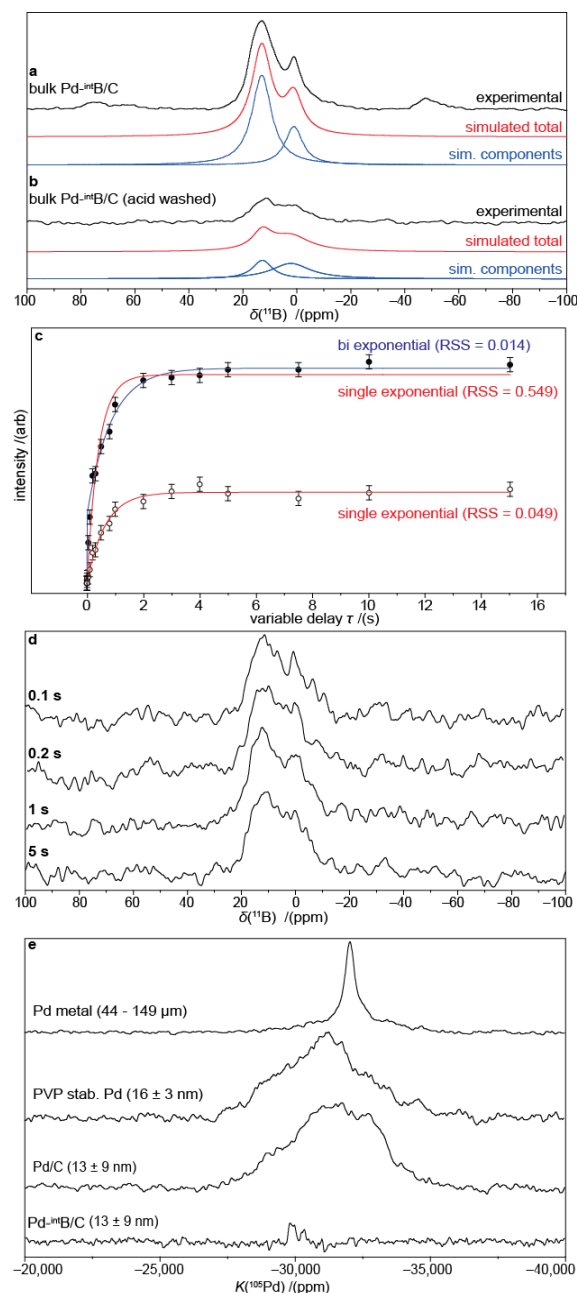 a
bulk Pd-ⁱⁿᵗB/C
experimental
simulated total
sim. components
b
bulk Pd-ⁱⁿᵗB/C (acid washed)
experimental
simulated total
sim. components
100 80 60 40 20 0 −20 −40 −60 −80 −100
δ(¹¹B) /(ppm)
c
bi exponential (RSS = 0.014)
single exponential (RSS = 0.549)
single exponential (RSS = 0.049)
intensity /(arb)
0 2 4 6 8 10 12 14 16
variable delay τ /(s)
d
0.1 s
0.2 s
1 s
5 s
100 80 60 40 20 0 −20 −40 −60 −80 −100
δ(¹¹B) /(ppm)
e
Pd metal (44 - 149 µm)
PVP stab. Pd (16 ± 3 nm)
Pd/C (13 ± 9 nm)
Pd-ⁱⁿᵗB/C (13 ± 9 nm)
−20,000 −25,000 −30,000 −35,000 −40,000
K(¹⁰⁵Pd) /(ppm)